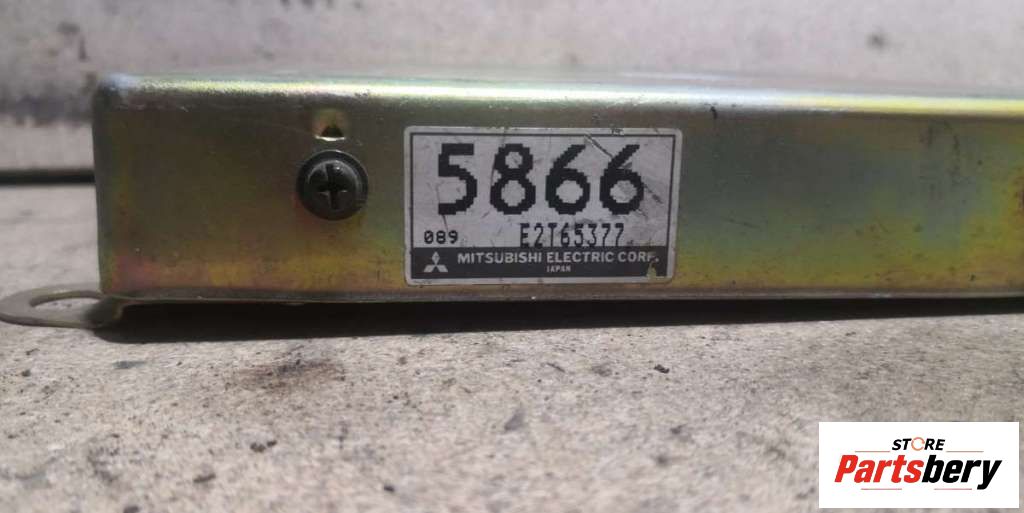 5866
089 E2T65377
MITSUBISHI ELECTRIC CORP.
JAPAN
STORE
Partsbery